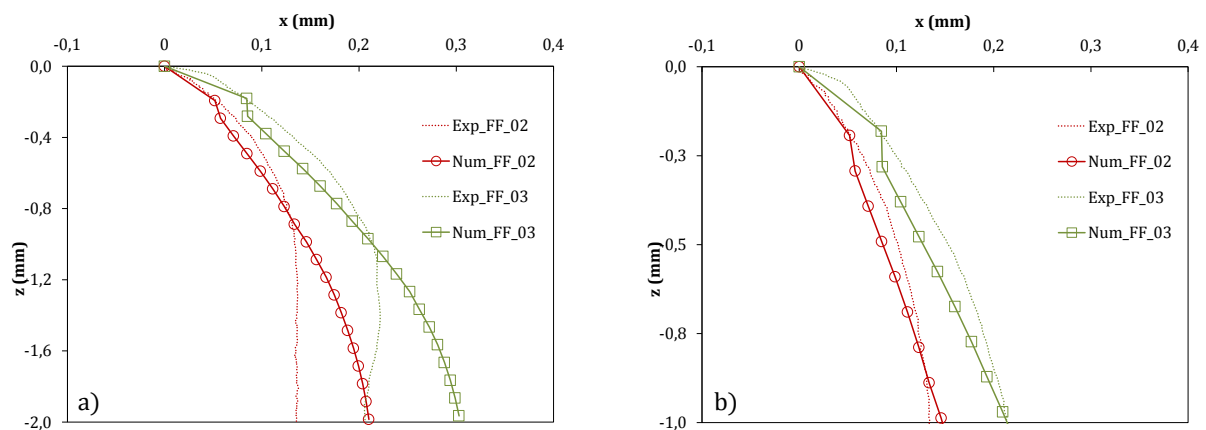 x (mm)
-0,1 0 0,1 0,2 0,3 0,4
0,0
-0,4
-0,8
-1,2
-1,6
-2,0
z (mm)
Exp_FF_02
Num_FF_02
Exp_FF_03
Num_FF_03
a)
x (mm)
-0,1 0 0,1 0,2 0,4
0,0
-0,3
-0,5
-0,8
-1,0
z (mm)
Exp_FF_02
Num_FF_02
Exp_FF_03
Num_FF_03
b)